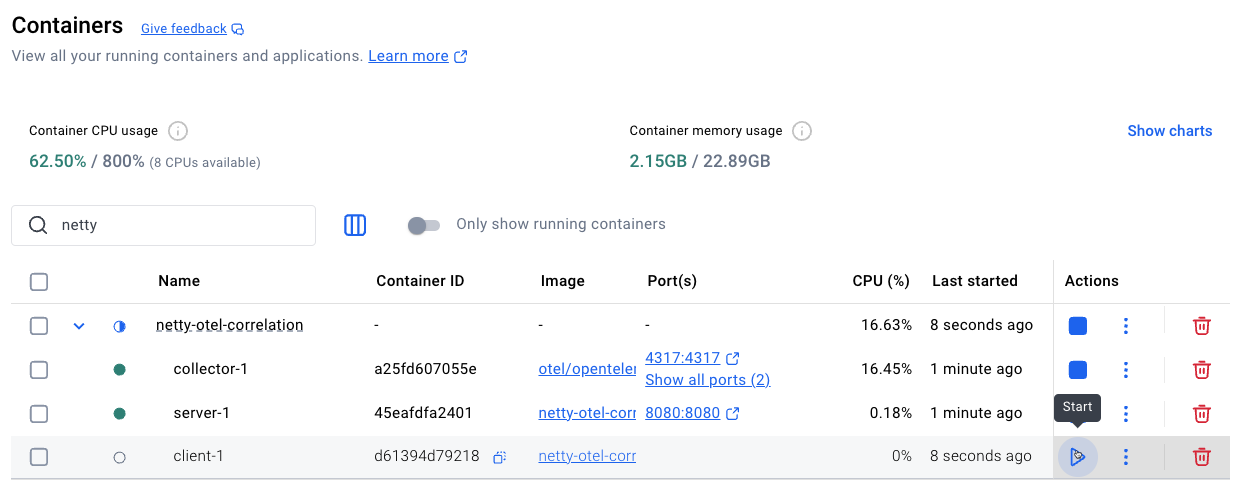 Containers Give feedback
View all your running containers and applications. Learn more
Container CPU usage
62.50% / 800% (8 CPUs available)
Container memory usage
2.15GB / 22.89GB
Show charts
netty
Only show running containers
Name Container ID Image Port(s) CPU (%) Last started Actions
netty-otel-correlation - - - 16.63% 8 seconds ago
collector-1 a25fd607055e otel/opentele 4317:4317 Show all ports (2) 16.45% 1 minute ago
server-1 45eafdfa2401 netty-otel-corr 8080:8080 0.18% 1 minute ago
Start
client-1 d61394d79218 netty-otel-corr 0% 8 seconds ago